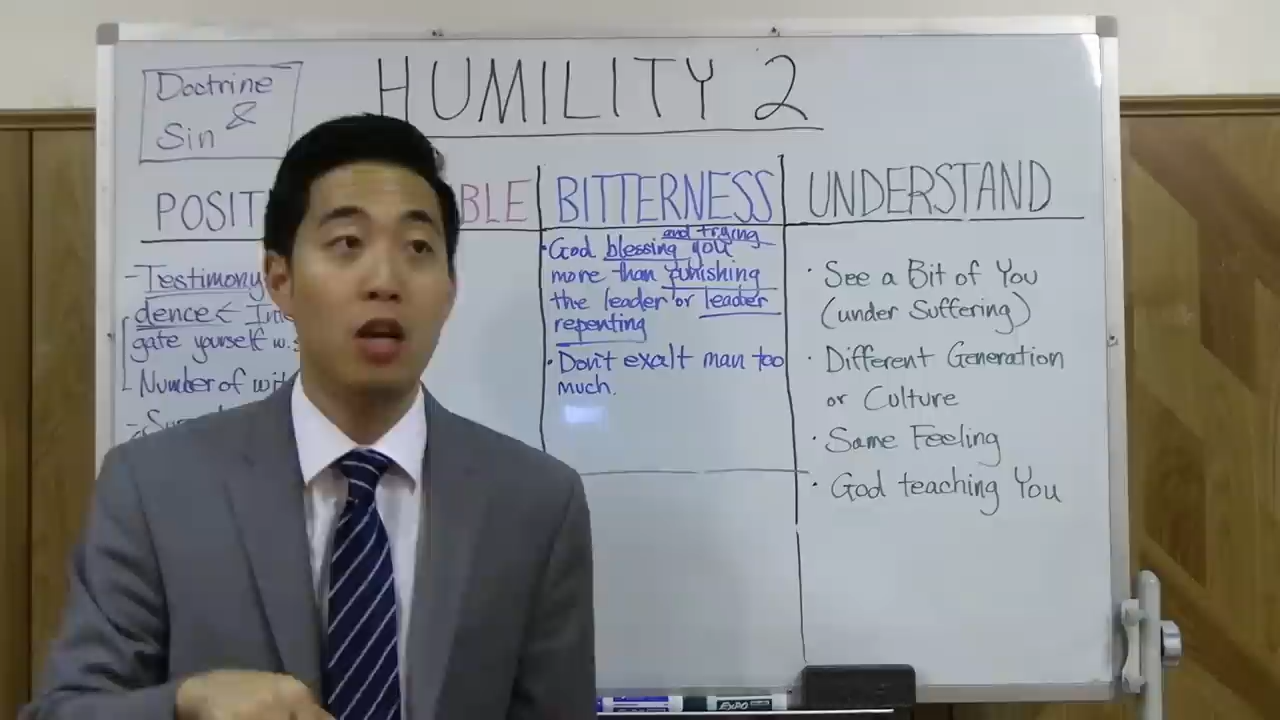 Doctrine
&
Sin
HUMILITY 2
POSIT
BLE
BITTERNESS
UNDERSTAND
- Testimony
dence ← In
gate yourself w.
Number of wit
and trying
• God blessing you
more than punishing
the leader or leader
repenting
• Don't exalt man too
much.
• See a Bit of You
(under Suffering)
• Different Generation
or Culture
• Same Feeling
• God teaching You
EXPO